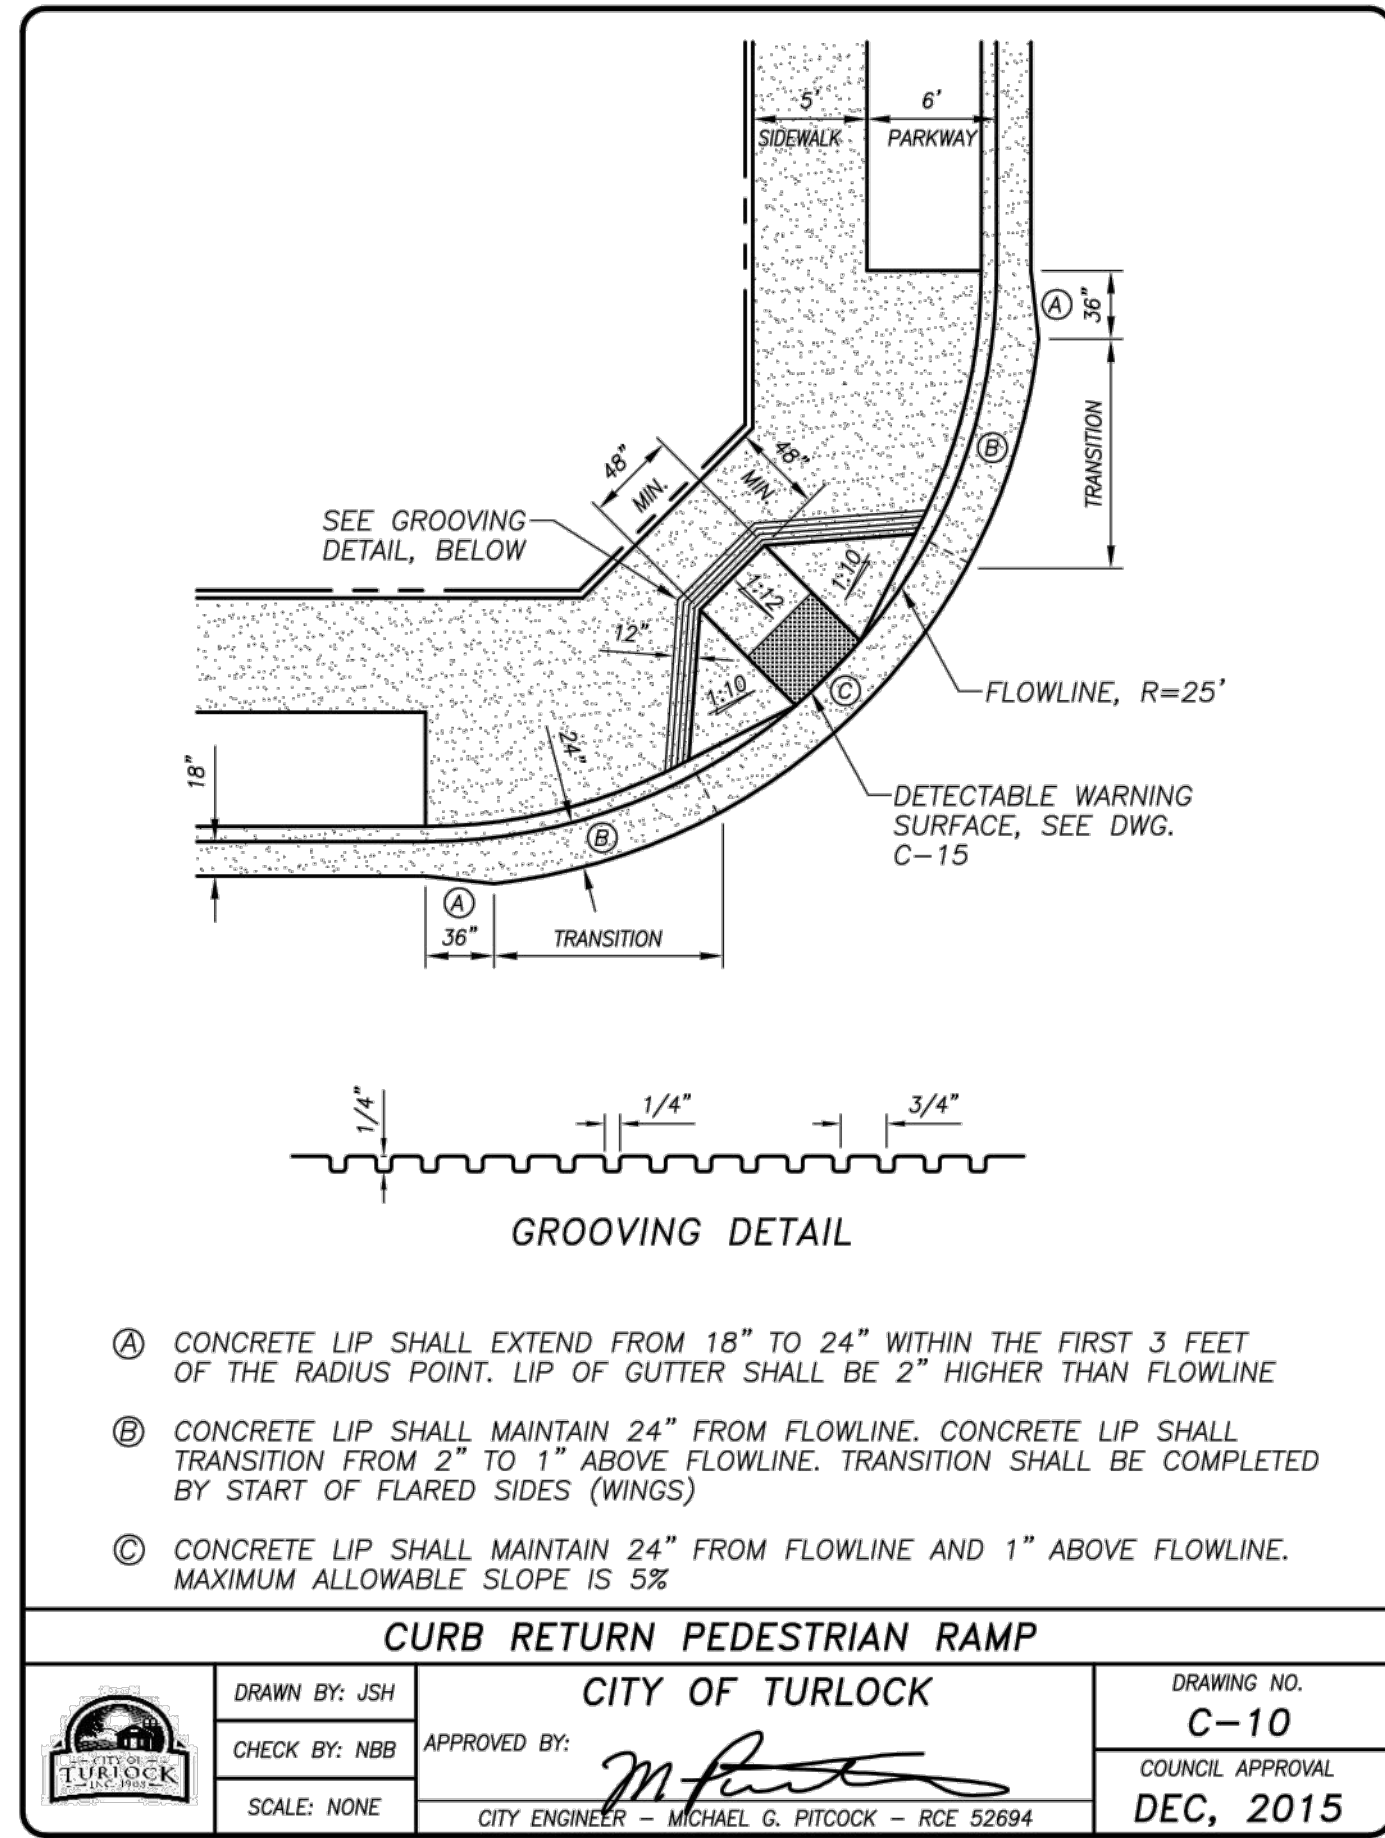 5’ 6’
SIDEWALK PARKWAY
A 36”
B
TRANSITION
48”
MIN.
48”
MIN.
SEE GROOVING
DETAIL, BELOW
1:12
1:10
12”
1:10
C
FLOWLINE, R=25’
24”
18”
DETECTABLE WARNING
SURFACE, SEE DWG.
C-15
B
A
36” TRANSITION
1/4” 1/4” 3/4”
GROOVING DETAIL
A CONCRETE LIP SHALL EXTEND FROM 18” TO 24” WITHIN THE FIRST 3 FEET
OF THE RADIUS POINT. LIP OF GUTTER SHALL BE 2” HIGHER THAN FLOWLINE
B CONCRETE LIP SHALL MAINTAIN 24” FROM FLOWLINE. CONCRETE LIP SHALL
TRANSITION FROM 2” TO 1” ABOVE FLOWLINE. TRANSITION SHALL BE COMPLETED
BY START OF FLARED SIDES (WINGS)
C CONCRETE LIP SHALL MAINTAIN 24” FROM FLOWLINE AND 1” ABOVE FLOWLINE.
MAXIMUM ALLOWABLE SLOPE IS 5%
CURB RETURN PEDESTRIAN RAMP
CITY OF
TURLOCK
INC. 1908
DRAWN BY: JSH
CHECK BY: NBB
SCALE: NONE
CITY OF TURLOCK
APPROVED BY:
CITY ENGINEER – MICHAEL G. PITCOCK – RCE 52694
DRAWING NO.
C-10
COUNCIL APPROVAL
DEC, 2015